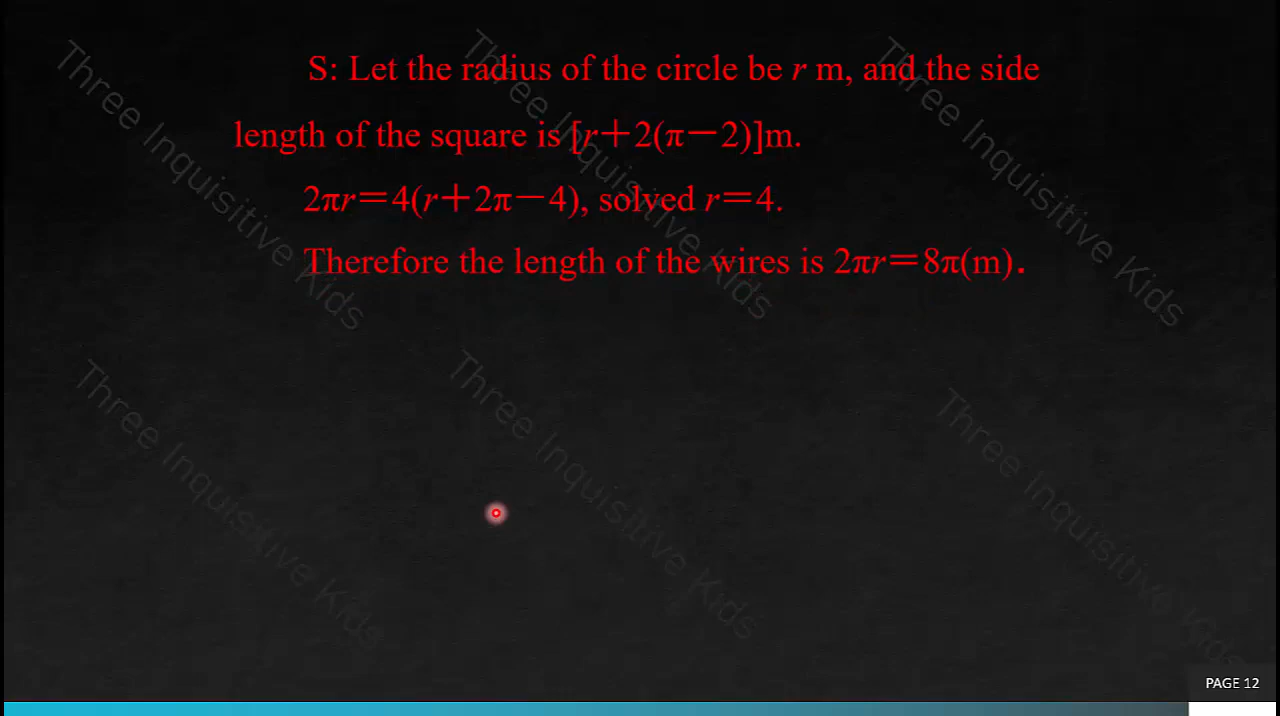 S: Let the radius of the circle be r m, and the side
length of the square is [r＋2(π－2)]m.
2πr＝4(r＋2π－4), solved r＝4.
Therefore the length of the wires is 2πr＝8π(m)．
Three Inquisitive Kids
Three Inquisitive Kids
Three Inquisitive Kids
Three Inquisitive Kids
Three Inquisitive Kids
Three Inquisitive Kids
PAGE 12